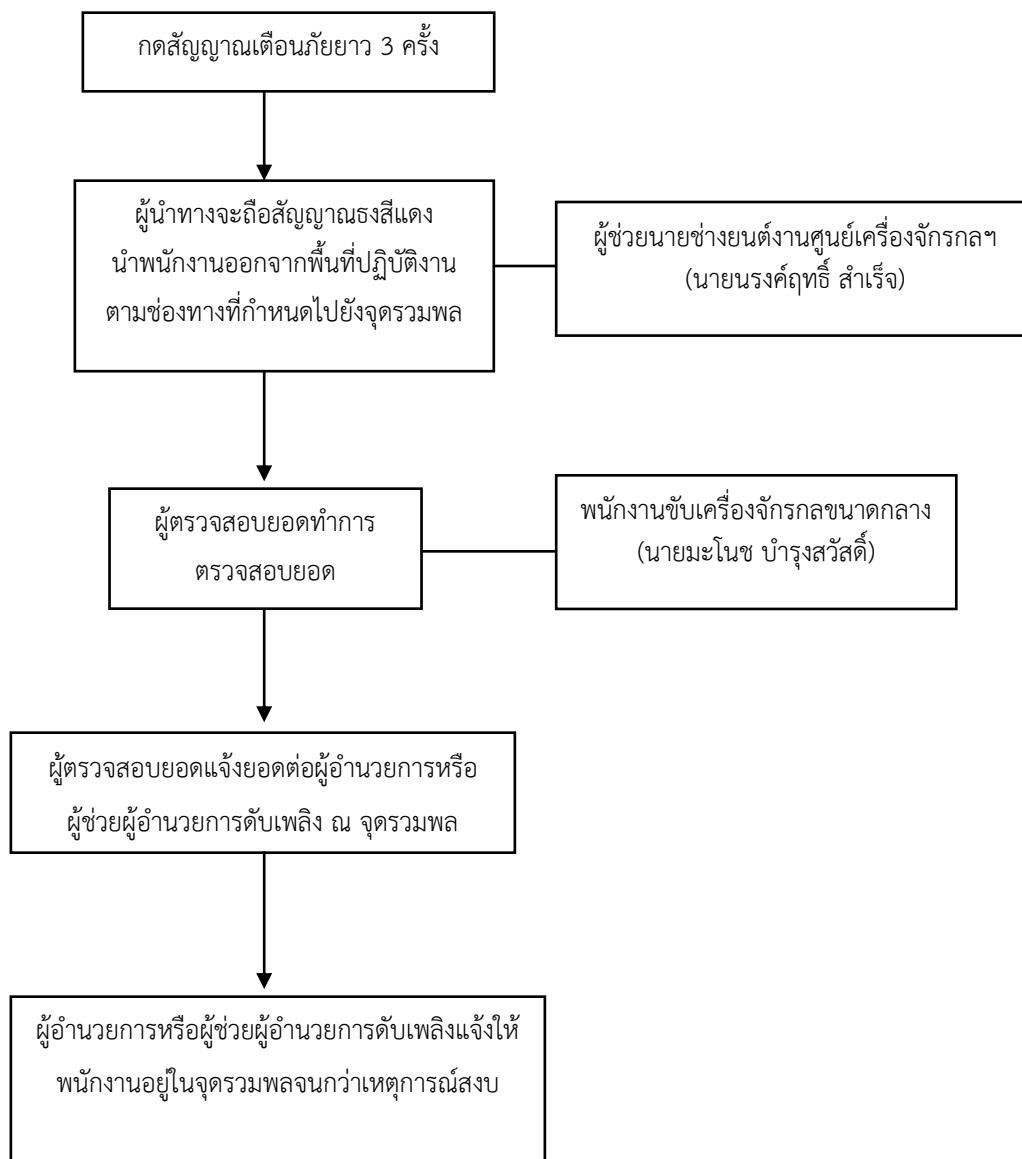 กดสัญญาณเตือนภัยยาว 3 ครั้ง
ผู้นำทางจะถือสัญญาณธงสีแดง
นำพนักงานออกจากพื้นที่ปฏิบัติงาน
ตามช่องทางที่กำหนดไปยังจุดรวมพล
ผู้ช่วยนายช่างยนต์งานศูนย์เครื่องจักรกลฯ
(นายนรงค์ฤทธิ์ สำเร็จ)
ผู้ตรวจสอบยอดทำการ
ตรวจสอบยอด
พนักงานขับเครื่องจักรกลขนาดกลาง
(นายมะโนช บำรุงสวัสดิ์)
ผู้ตรวจสอบยอดแจ้งยอดต่อผู้อำนวยการหรือ
ผู้ช่วยผู้อำนวยการดับเพลิง ณ จุดรวมพล
ผู้อำนวยการหรือผู้ช่วยผู้อำนวยการดับเพลิงแจ้งให้
พนักงานอยู่ในจุดรวมพลจนกว่าเหตุการณ์สงบ